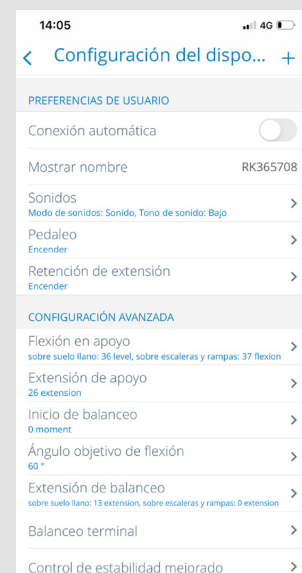 14:05
4G
Configuración del dispo...
+
PREFERENCIAS DE USUARIO
Conexión automática
Mostrar nombre RK365708
Sonidos
Modo de sonidos: Sonido, Tono de sonido: Bajo
Pedaleo
Encender
Retención de extensión
Encender
CONFIGURACIÓN AVANZADA
Flexión en apoyo
sobre suelo llano: 36 level, sobre escaleras y rampas: 37 flexion
Extensión de apoyo
26 extension
Inicio de balanceo
0 moment
Ángulo objetivo de flexión
60 °
Extensión de balanceo
sobre suelo llano: 13 extension, sobre escaleras y rampas: 0 extension
Balanceo terminal
Control de estabilidad mejorado